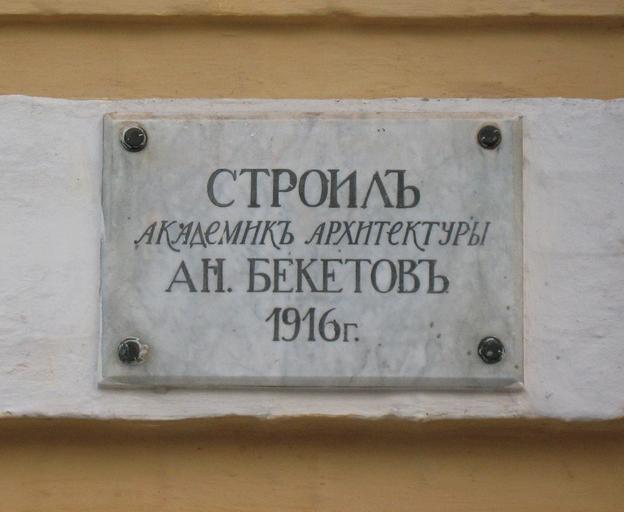 СТРОИЛЪ
АКАДЕМИКЪ АРХИТЕКТУРЫ
АН. БЕКЕТОВЪ
1916г.